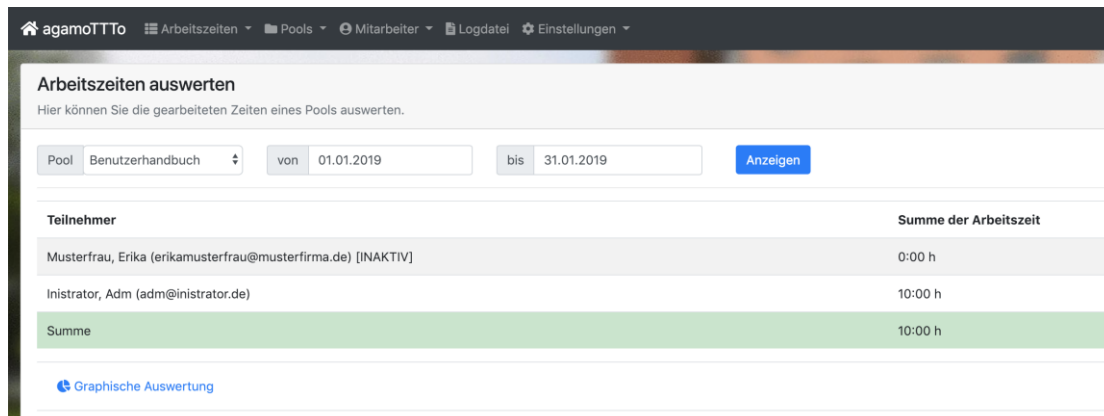 agamoTTTo Arbeitszeiten Pools Mitarbeiter Logdatei Einstellungen
Arbeitszeiten auswerten
Hier können Sie die gearbeiteten Zeiten eines Pools auswerten.
Pool Benutzerhandbuch von 01.01.2019 bis 31.01.2019 Anzeigen
Teilnehmer Summe der Arbeitszeit
Musterfrau, Erika (erikamusterfrau@musterfirma.de) [INAKTIV] 0:00 h
Inistrator, Adm (adm@inistrator.de) 10:00 h
Summe 10:00 h
Graphische Auswertung